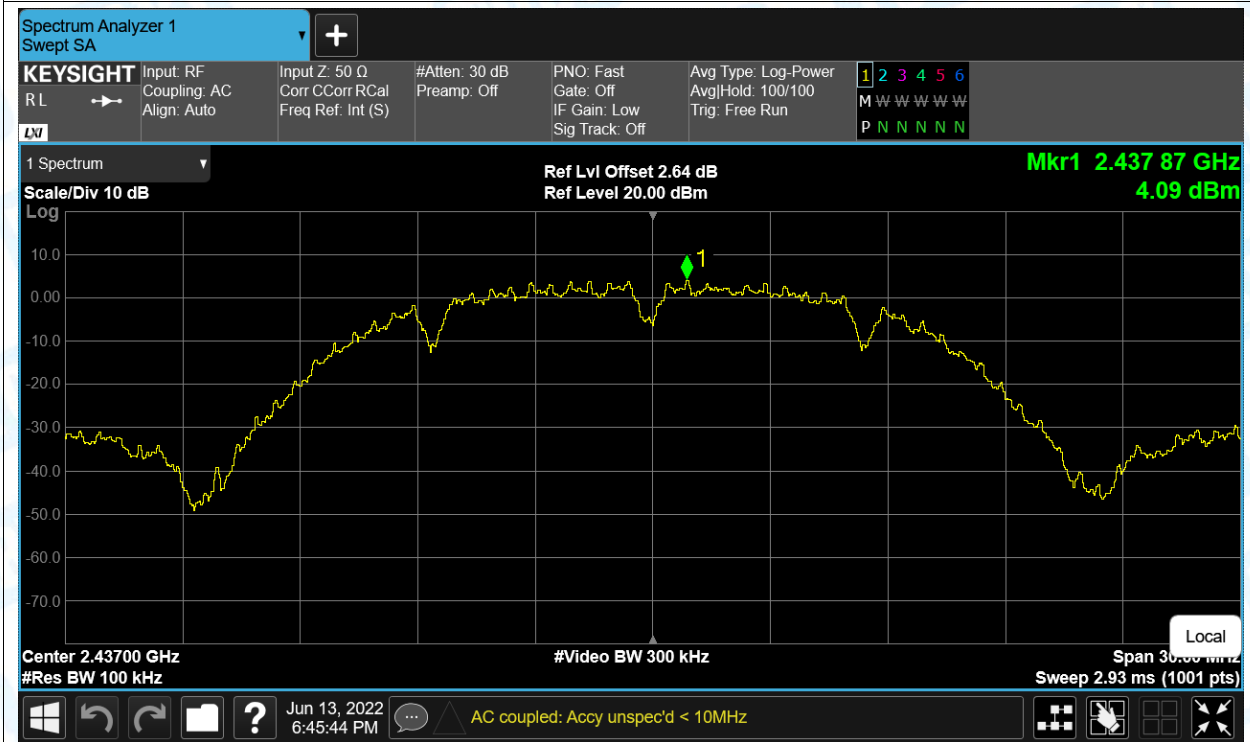 Spectrum Analyzer 1
Swept SA
KEYSIGHT
R L
LXI
Input: RF
Coupling: AC
Align: Auto
Input Z: 50 Ω
Corr CCorr RCal
Freq Ref: Int (S)
#Atten: 30 dB
Preamp: Off
PNO: Fast
Gate: Off
IF Gain: Low
Sig Track: Off
Avg Type: Log-Power
Avg|Hold: 100/100
Trig: Free Run
1 2 3 4 5 6
M W W W W W
P N N N N N
1 Spectrum
Scale/Div 10 dB
Log
Ref Lvl Offset 2.64 dB
Ref Level 20.00 dBm
Mkr1 2.437 87 GHz
4.09 dBm
1
10.0
0.00
-10.0
-20.0
-30.0
-40.0
-50.0
-60.0
-70.0
Local
Center 2.43700 GHz
#Res BW 100 kHz
#Video BW 300 kHz
Span 30.00 MHz
Sweep 2.93 ms (1001 pts)
?
Jun 13, 2022
6:45:44 PM
AC coupled: Accy unspec'd < 10MHz